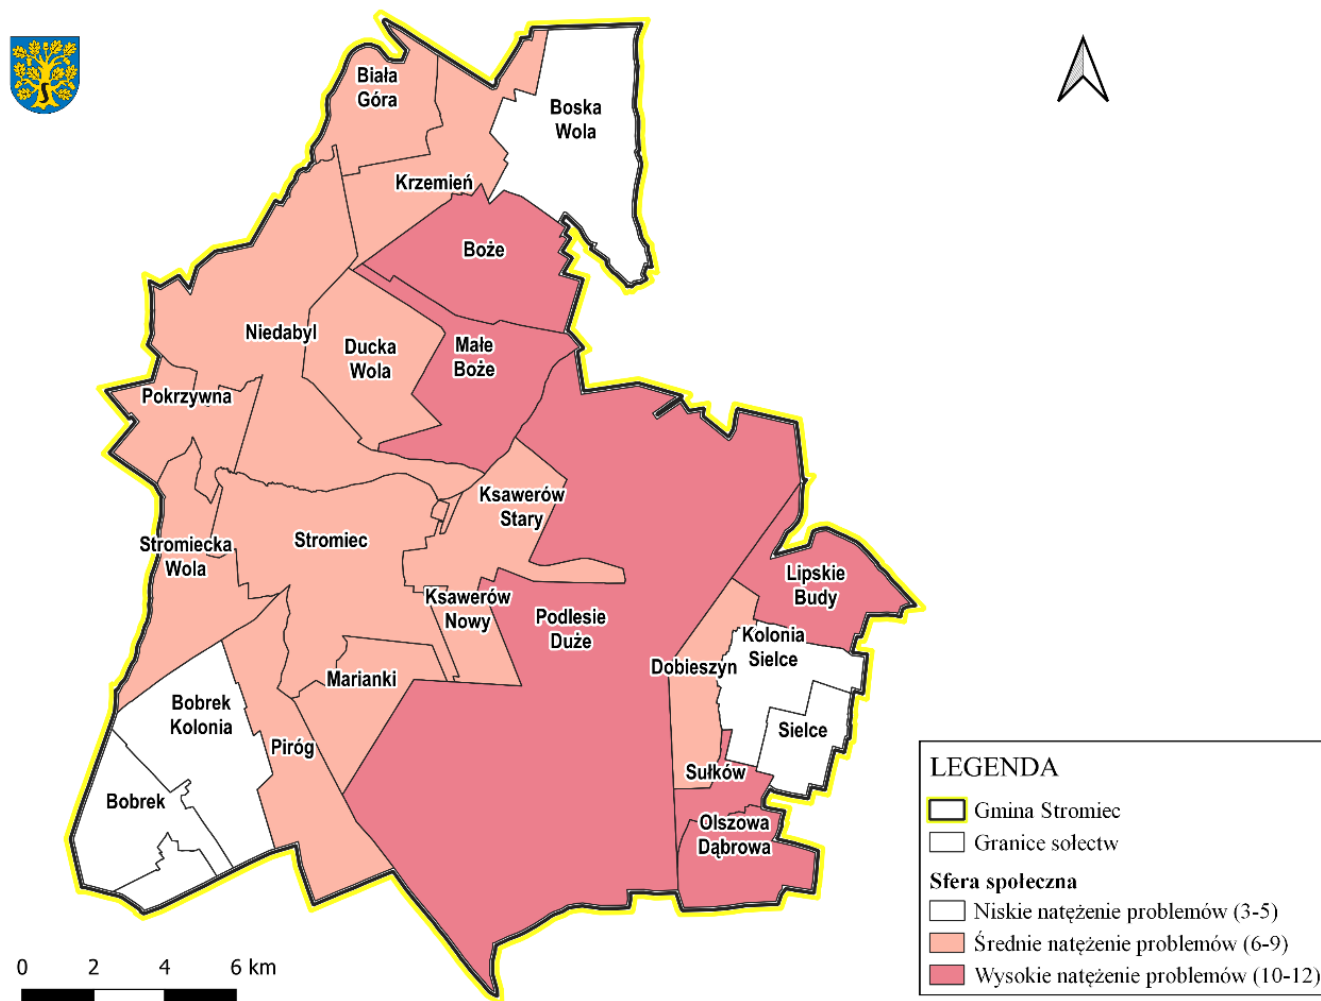 Biała
Góra
Boska
Wola
Krzemień
Boże
Niedabyl
Ducka
Wola
Małe
Boże
Pokrzywna
Ksawerów
Stary
Stromiecka
Wola
Stromiec
Lipskie
Budy
Ksawerów
Nowy
Podlesie
Duże
Kolonia
Sielce
Dobieszyn
Marianki
Bobrek
Kolonia
Sielce
Piróg
Sułków
Bobrek
Olszowa
Dąbrowa
LEGENDA
Gmina Stromiec
Granice sołectw
Sfera społeczna
Niskie natężenie problemów (3-5)
Średnie natężenie problemów (6-9)
Wysokie natężenie problemów (10-12)
0 2 4 6 km